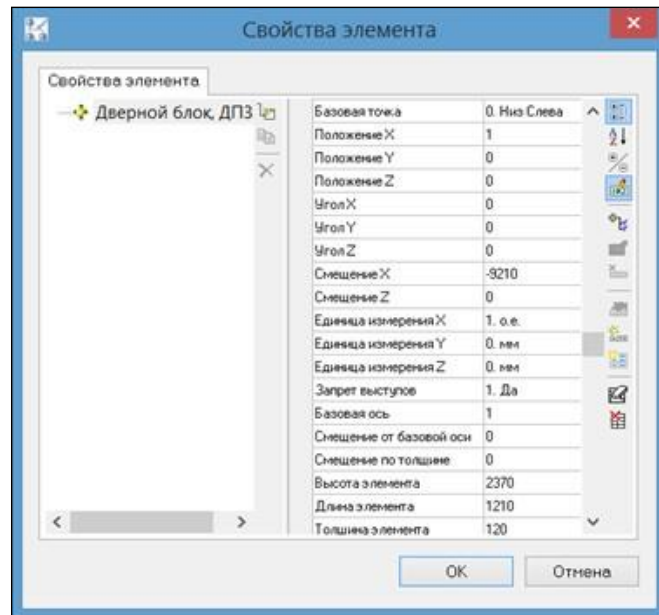 Свойства элемента
Свойства элемента
Дверной блок, ДПЗ
Базовая точка 0. Низ Слева
Положение X 1
Положение Y 0
Положение Z 0
Угол X 0
Угол Y 0
Угол Z 0
Смещение X -9210
Смещение Z 0
Единица измерения X 1. о.е.
Единица измерения Y 0. мм
Единица измерения Z 0. мм
Запрет выступов 1. Да
Базовая ось 1
Смещение от базовой оси 0
Смещение по толщине 0
Высота элемента 2370
Длина элемента 1210
Толщина элемента 120
OK Отмена